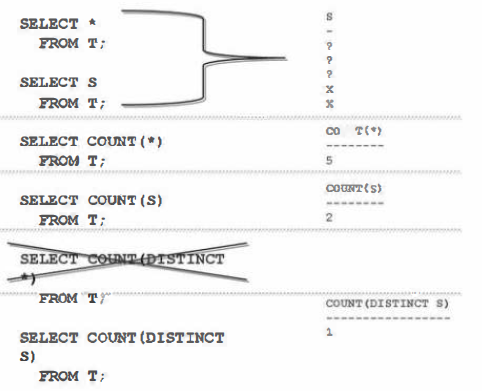 SELECT *
FROM T;
SELECT S
FROM T;
S
-
?
?
?
X
X
SELECT COUNT(*)
FROM T;
CO T(*)
--------
5
SELECT COUNT(S)
FROM T;
COUNT(S)
--------
2
SELECT COUNT(DISTINCT
*)
FROM T;
SELECT COUNT(DISTINCT
S)
FROM T;
COUNT(DISTINCT S)
-----------------
1